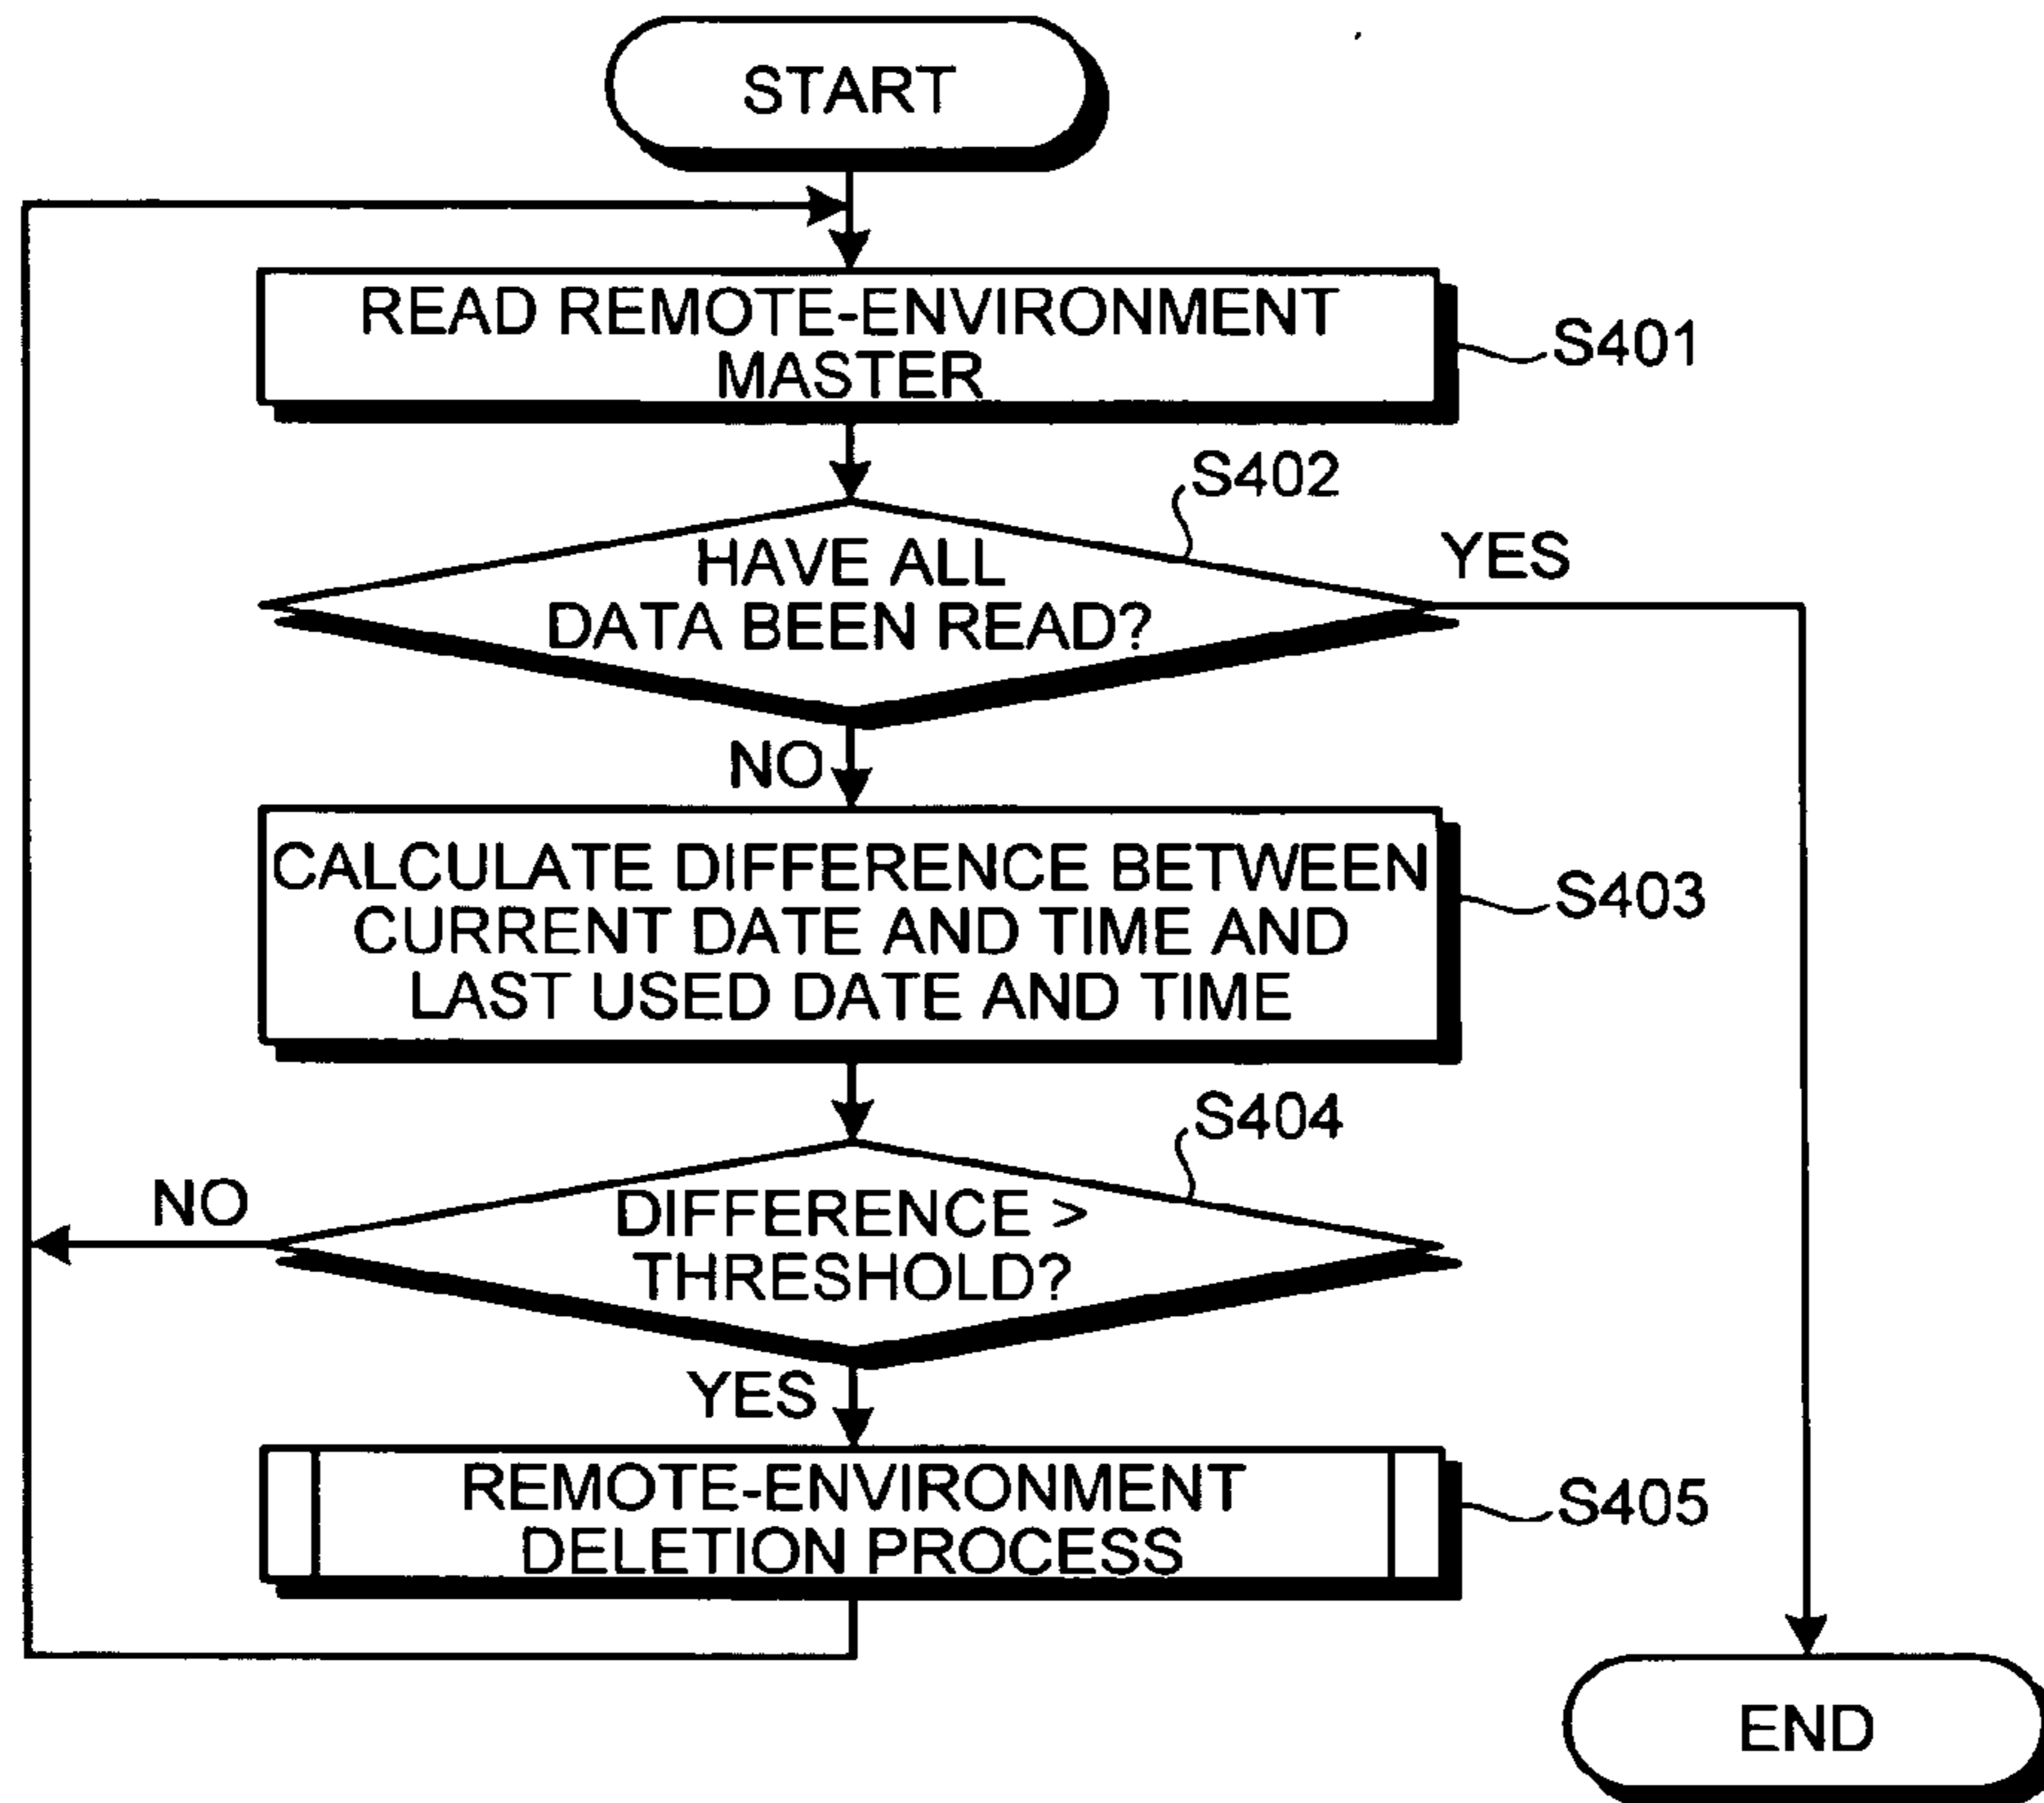 START
READ REMOTE-ENVIRONMENT
MASTER
S401
S402
HAVE ALL
DATA BEEN READ?
YES
NO
CALCULATE DIFFERENCE BETWEEN
CURRENT DATE AND TIME AND
LAST USED DATE AND TIME
S403
S404
NO
DIFFERENCE >
THRESHOLD?
YES
REMOTE-ENVIRONMENT
DELETION PROCESS
S405
END